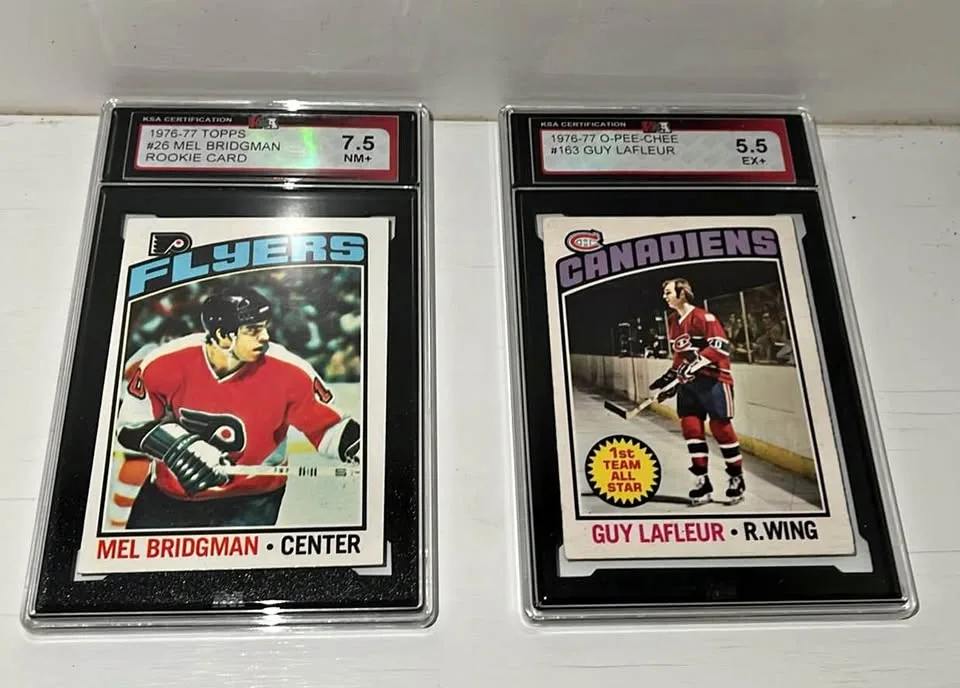 KSA CERTIFICATION
1976-77 TOPPS
#26 MEL BRIDGMAN
ROOKIE CARD
7.5
NM+
FLYERS
MEL BRIDGMAN • CENTER
KSA CERTIFICATION
1976-77 O-PEE-CHEE
#163 GUY LAFLEUR
5.5
EX+
CANADIENS
1st
TEAM
ALL
STAR
GUY LAFLEUR • R.WING